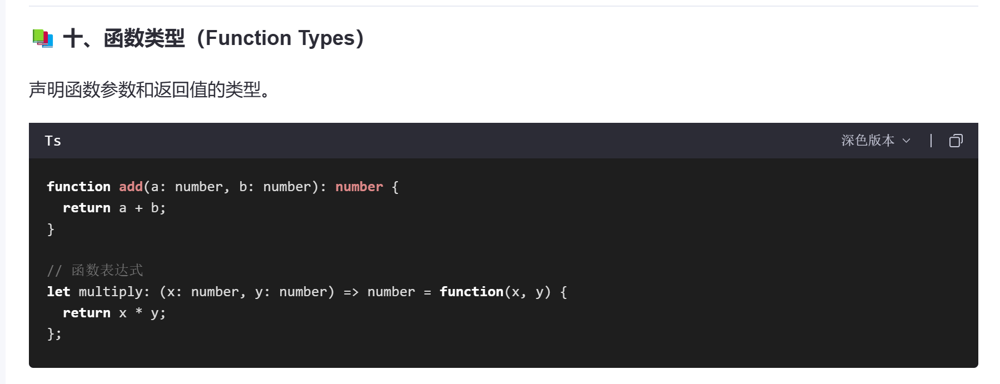 📚 十、函数类型（Function Types）
声明函数参数和返回值的类型。
Ts
深色版本
function add(a: number, b: number): number {
  return a + b;
}
// 函数表达式
let multiply: (x: number, y: number) => number = function(x, y) {
  return x * y;
};